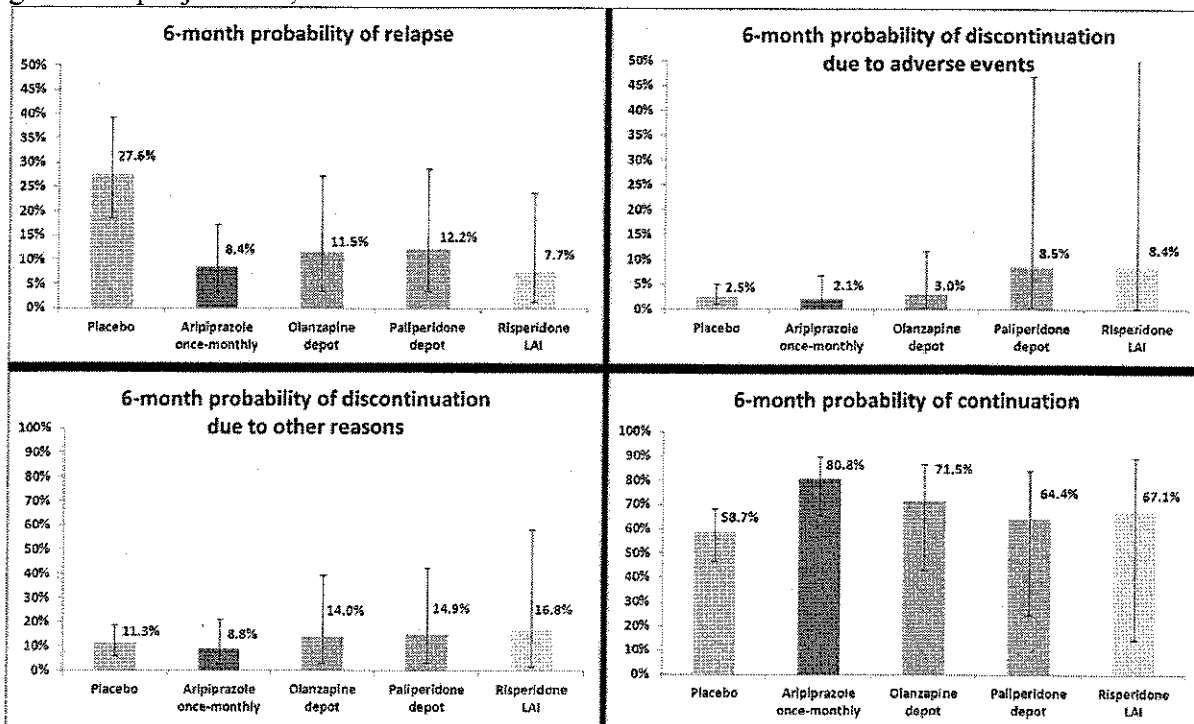 6-month probability of relapse
50%
45%
40%
35%
30%
25%
20%
15%
10%
5%
0%
27.6%
8.4%
11.5%
12.2%
7.7%
Placebo
Aripiprazole
once-monthly
Olanzapine
depot
Paliperidone
depot
Risperidone
LAI
6-month probability of discontinuation
due to adverse events
50%
45%
40%
35%
30%
25%
20%
15%
10%
5%
0%
2.5%
2.1%
3.0%
8.5%
8.4%
Placebo
Aripiprazole
once-monthly
Olanzapine
depot
Paliperidone
depot
Risperidone
LAI
6-month probability of discontinuation
due to other reasons
100%
90%
80%
70%
60%
50%
40%
30%
20%
10%
0%
11.3%
8.8%
14.0%
14.9%
16.8%
Placebo
Aripiprazole
once-monthly
Olanzapine
depot
Paliperidone
depot
Risperidone
LAI
6-month probability of continuation
100%
90%
80%
70%
60%
50%
40%
30%
20%
10%
0%
58.7%
80.8%
71.5%
64.4%
67.1%
Placebo
Aripiprazole
once-monthly
Olanzapine
depot
Paliperidone
depot
Risperidone
LAI